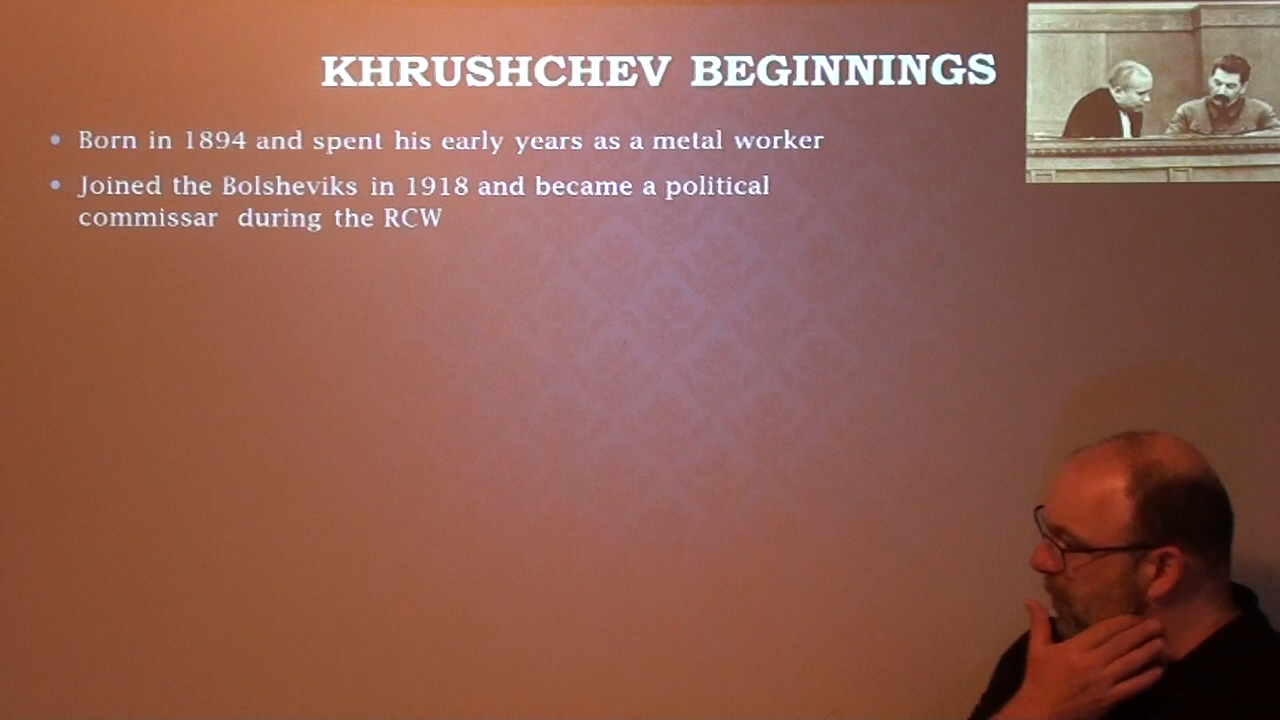 KHRUSHCHEV BEGINNINGS
• Born in 1894 and spent his early years as a metal worker
• Joined the Bolsheviks in 1918 and became a political
commissar during the RCW